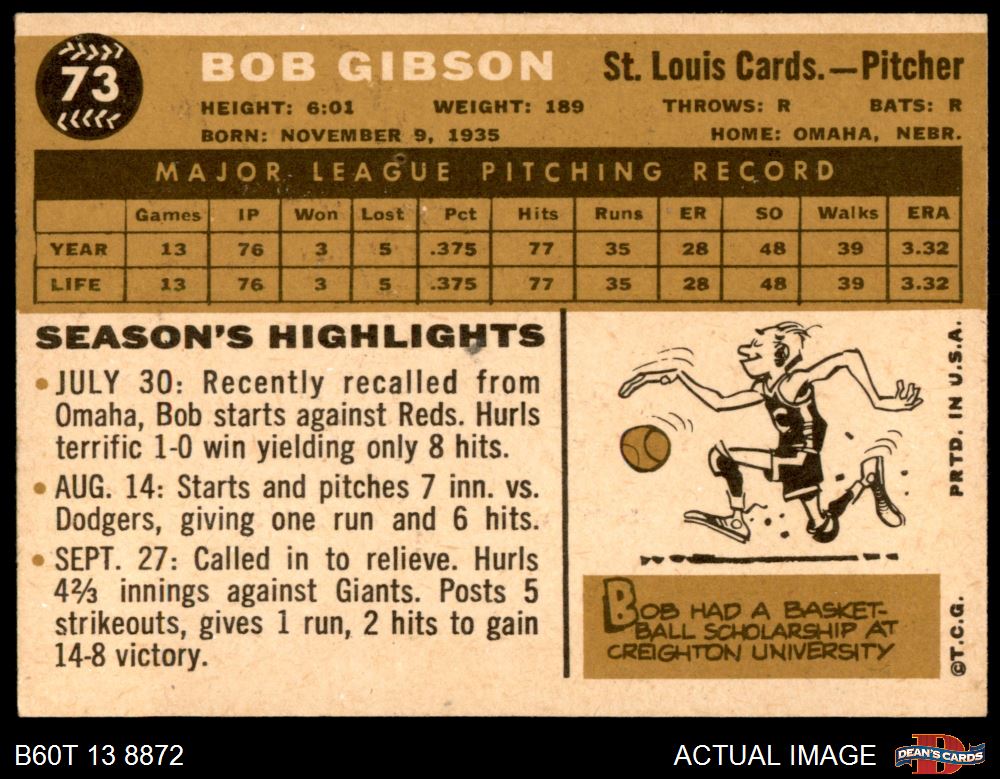 73
BOB GIBSON
St. Louis Cards.—Pitcher
HEIGHT: 6:01 WEIGHT: 189 THROWS: R BATS: R
BORN: NOVEMBER 9, 1935 HOME: OMAHA, NEBR.
MAJOR LEAGUE PITCHING RECORD
Games IP Won Lost Pct Hits Runs ER SO Walks ERA
YEAR 13 76 3 5 .375 77 35 28 48 39 3.32
LIFE 13 76 3 5 .375 77 35 28 48 39 3.32
SEASON'S HIGHLIGHTS
• JULY 30: Recently recalled from
Omaha, Bob starts against Reds. Hurls
terrific 1-0 win yielding only 8 hits.
• AUG. 14: Starts and pitches 7 inn. vs.
Dodgers, giving one run and 6 hits.
• SEPT. 27: Called in to relieve. Hurls
4⅔ innings against Giants. Posts 5
strikeouts, gives 1 run, 2 hits to gain
14-8 victory.
BOB HAD A BASKET-
BALL SCHOLARSHIP AT
CREIGHTON UNIVERSITY
©T.C.G. PRTD. IN U.S.A.
B60T 13 8872
ACTUAL IMAGE
DEAN'S CARDS